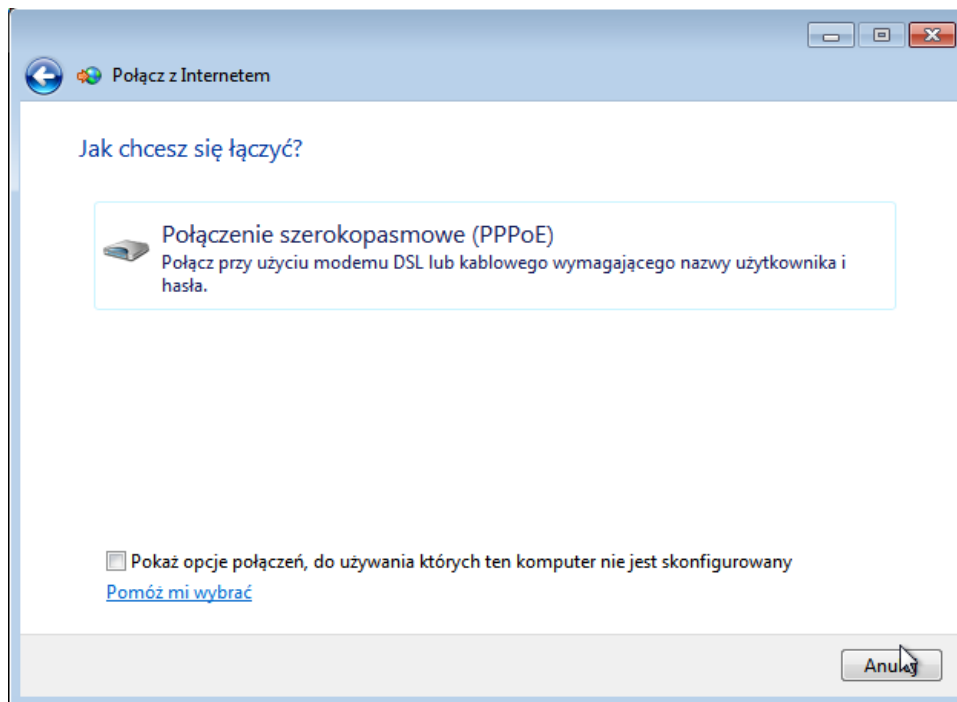 Połącz z Internetem
Jak chcesz się łączyć?
Połączenie szerokopasmowe (PPPoE)
Połącz przy użyciu modemu DSL lub kablowego wymagającego nazwy użytkownika i
hasła.
Pokaż opcje połączeń, do używania których ten komputer nie jest skonfigurowany
Pomóż mi wybrać
Anuluj